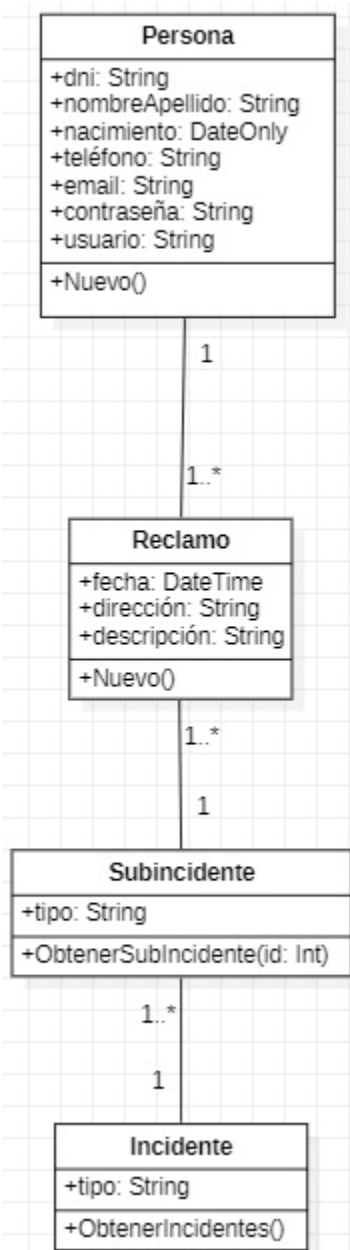 Persona
+dni: String
+nombreApellido: String
+nacimiento: DateOnly
+teléfono: String
+email: String
+contraseña: String
+usuario: String
+Nuevo()
1
1..*
Reclamo
+fecha: DateTime
+dirección: String
+descripción: String
+Nuevo()
1..*
1
Subincidente
+tipo: String
+ObtenerSubIncidente(id: Int)
1..*
1
Incidente
+tipo: String
+ObtenerIncidentes()